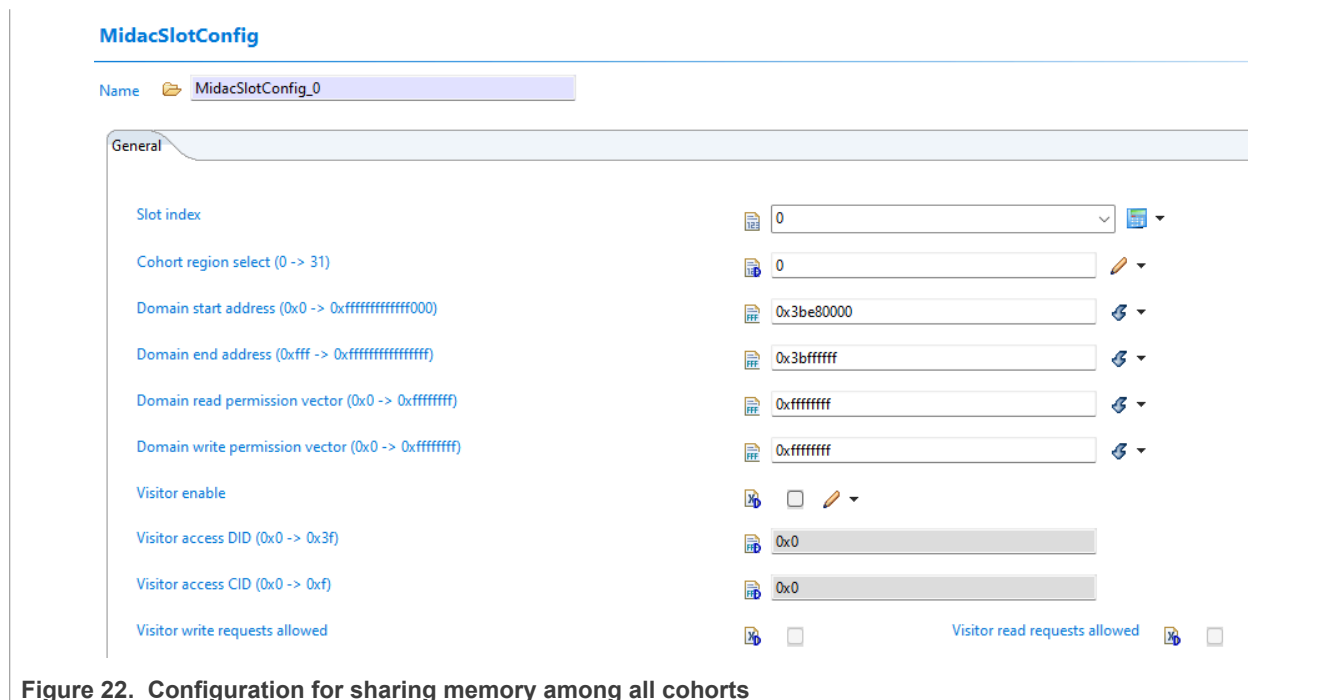 MidacSlotConfig
Name MidacSlotConfig_0
General
Slot index 0
Cohort region select (0 -> 31) 0
Domain start address (0x0 -> 0xfffffffffffff000) 0x3be80000
Domain end address (0xfff -> 0xffffffffffffffff) 0x3bffffff
Domain read permission vector (0x0 -> 0xffffffff) 0xffffffff
Domain write permission vector (0x0 -> 0xffffffff) 0xffffffff
Visitor enable
Visitor access DID (0x0 -> 0x3f) 0x0
Visitor access CID (0x0 -> 0xf) 0x0
Visitor write requests allowed Visitor read requests allowed
Figure 22. Configuration for sharing memory among all cohorts